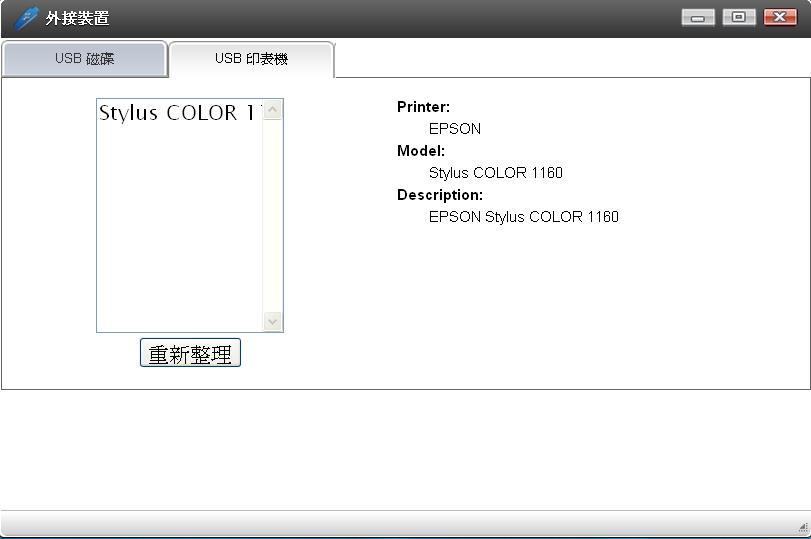 外接裝置
USB 磁碟
USB 印表機
Stylus COLOR 1
重新整理
Printer:
EPSON
Model:
Stylus COLOR 1160
Description:
EPSON Stylus COLOR 1160